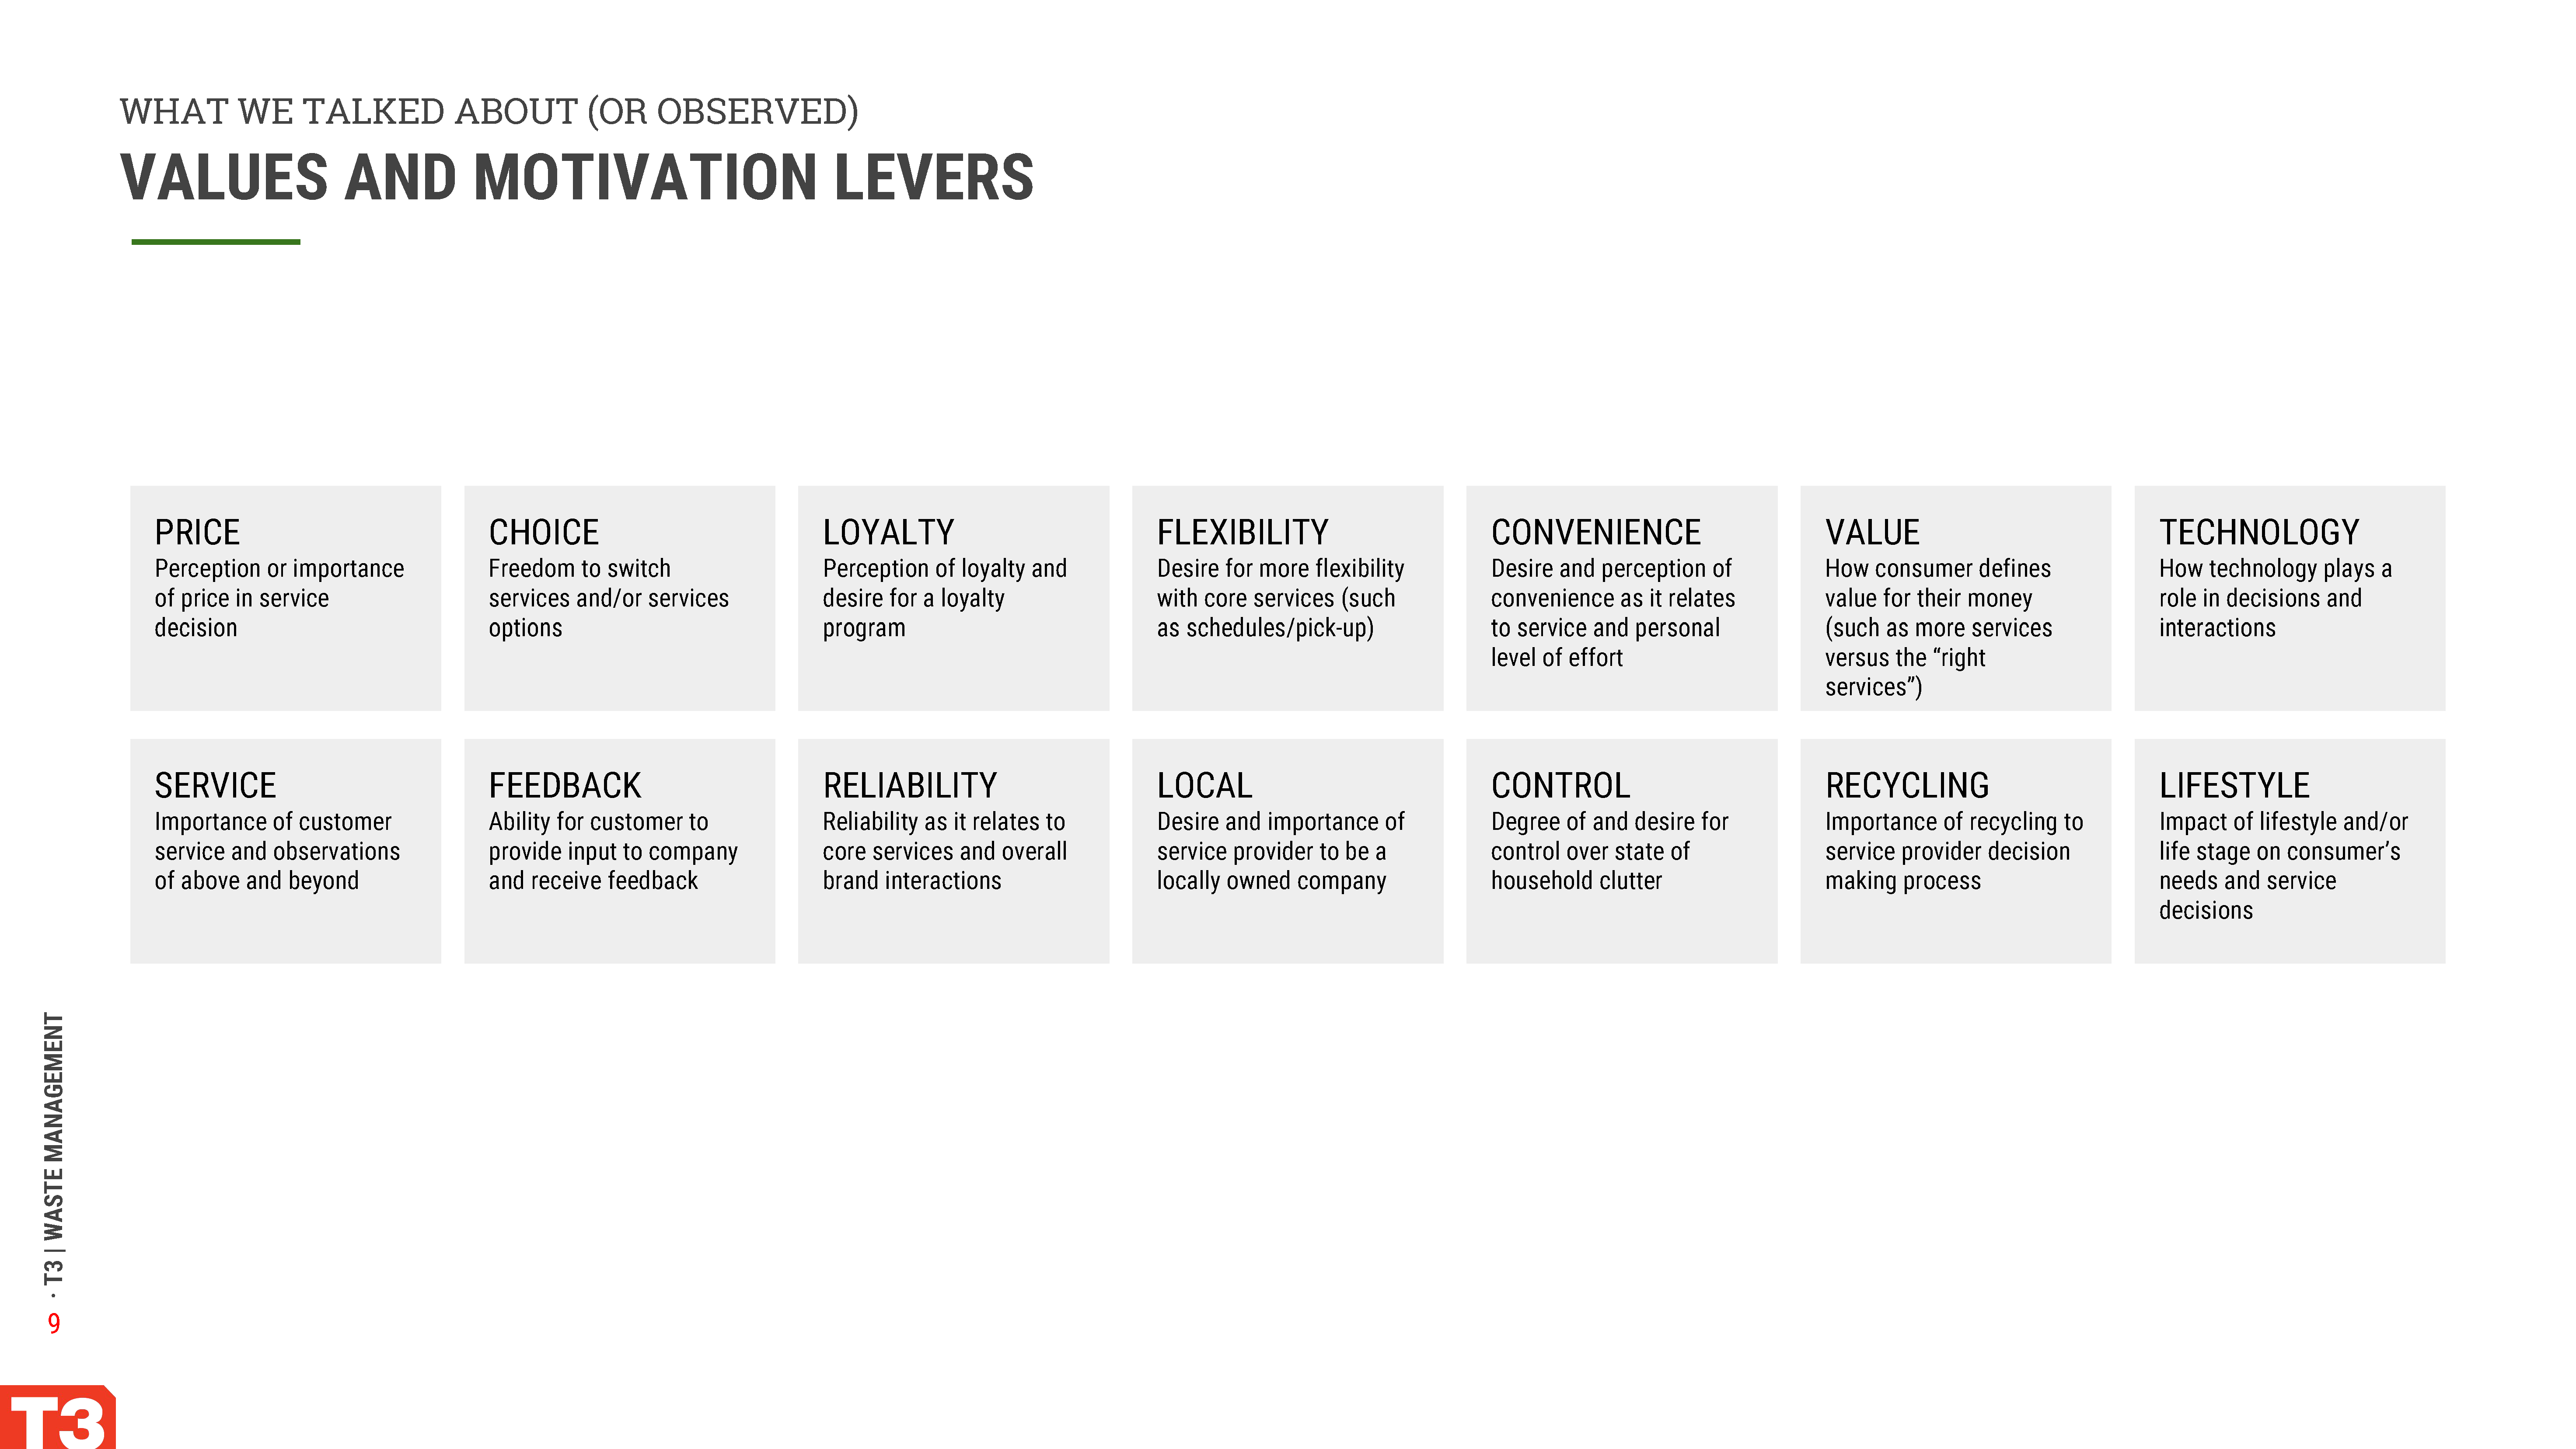 WHAT WE TALKED ABOUT (OR OBSERVED)
VALUES AND MOTIVATION LEVERS
PRICE
Perception or importance
of price in service
decision
CHOICE
Freedom to switch
services and/or services
options
LOYALTY
Perception of loyalty and
desire for a loyalty
program
FLEXIBILITY
Desire for more flexibility
with core services (such
as schedules/pick-up)
CONVENIENCE
Desire and perception of
convenience as it relates
to service and personal
level of effort
VALUE
How consumer defines
value for their money
(such as more services
versus the “right
services”)
TECHNOLOGY
How technology plays a
role in decisions and
interactions
SERVICE
Importance of customer
service and observations
of above and beyond
FEEDBACK
Ability for customer to
provide input to company
and receive feedback
RELIABILITY
Reliability as it relates to
core services and overall
brand interactions
LOCAL
Desire and importance of
service provider to be a
locally owned company
CONTROL
Degree of and desire for
control over state of
household clutter
RECYCLING
Importance of recycling to
service provider decision
making process
LIFESTYLE
Impact of lifestyle and/or
life stage on consumer’s
needs and service
decisions
· T3 | WASTE MANAGEMENT
9
T3